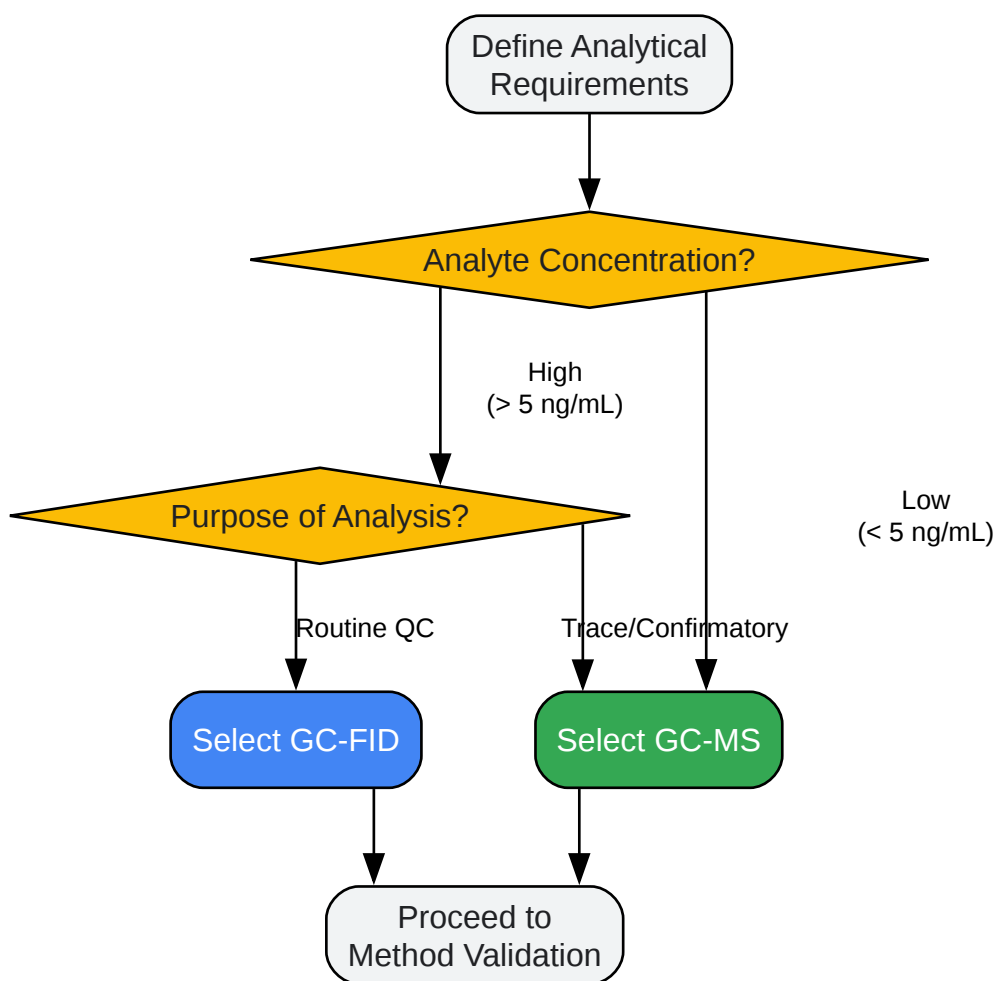 Define Analytical
Requirements
Analyte Concentration?
High
(> 5 ng/mL)
Low
(< 5 ng/mL)
Purpose of Analysis?
Routine QC
Trace/Confirmatory
Select GC-FID
Select GC-MS
Proceed to
Method Validation